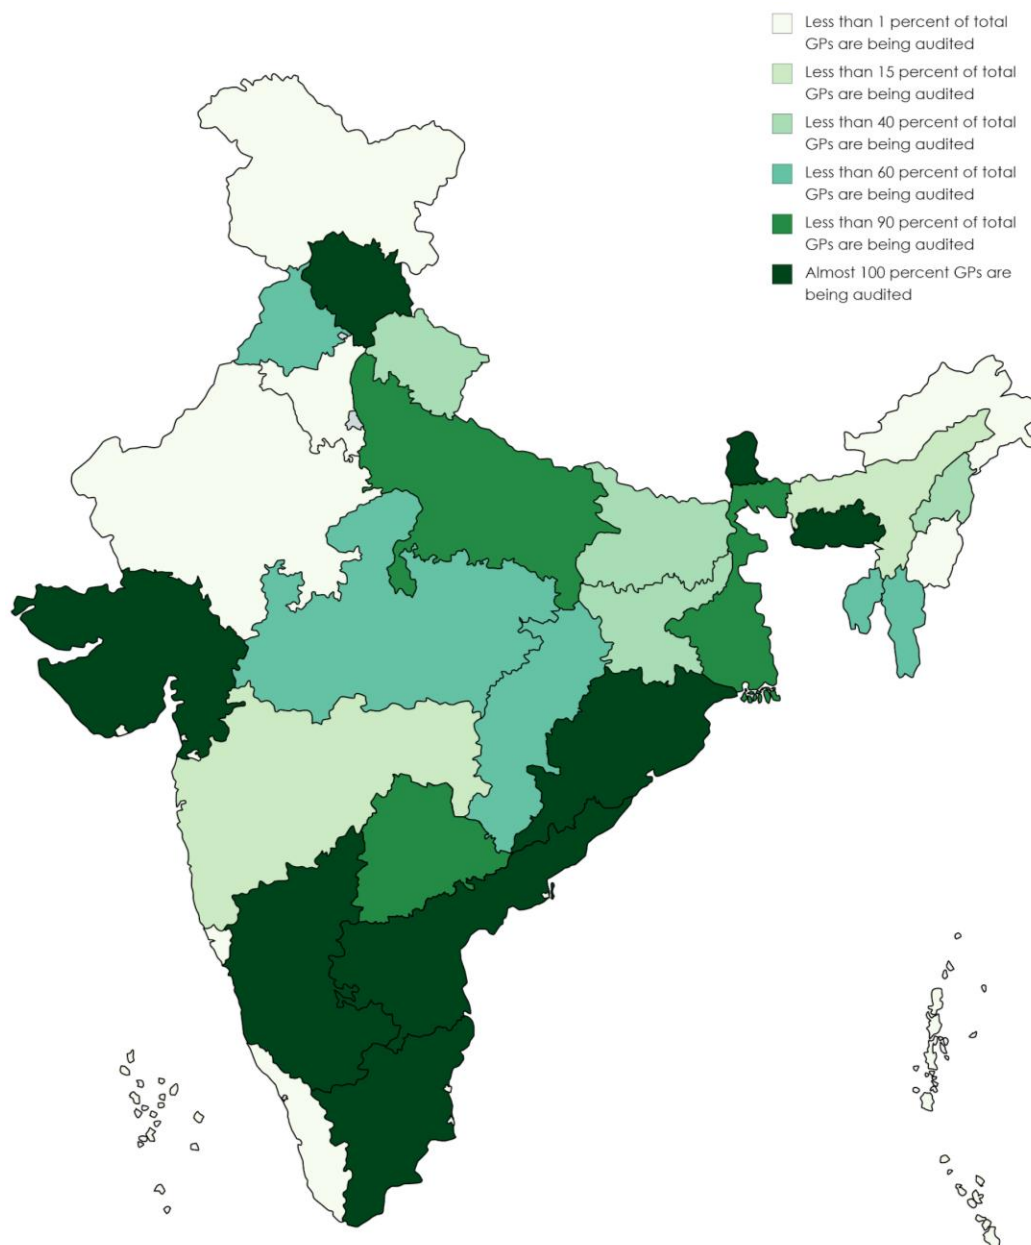 Less than 1 percent of total
GPs are being audited
Less than 15 percent of total
GPs are being audited
Less than 40 percent of total
GPs are being audited
Less than 60 percent of total
GPs are being audited
Less than 90 percent of total
GPs are being audited
Almost 100 percent GPs are
being audited